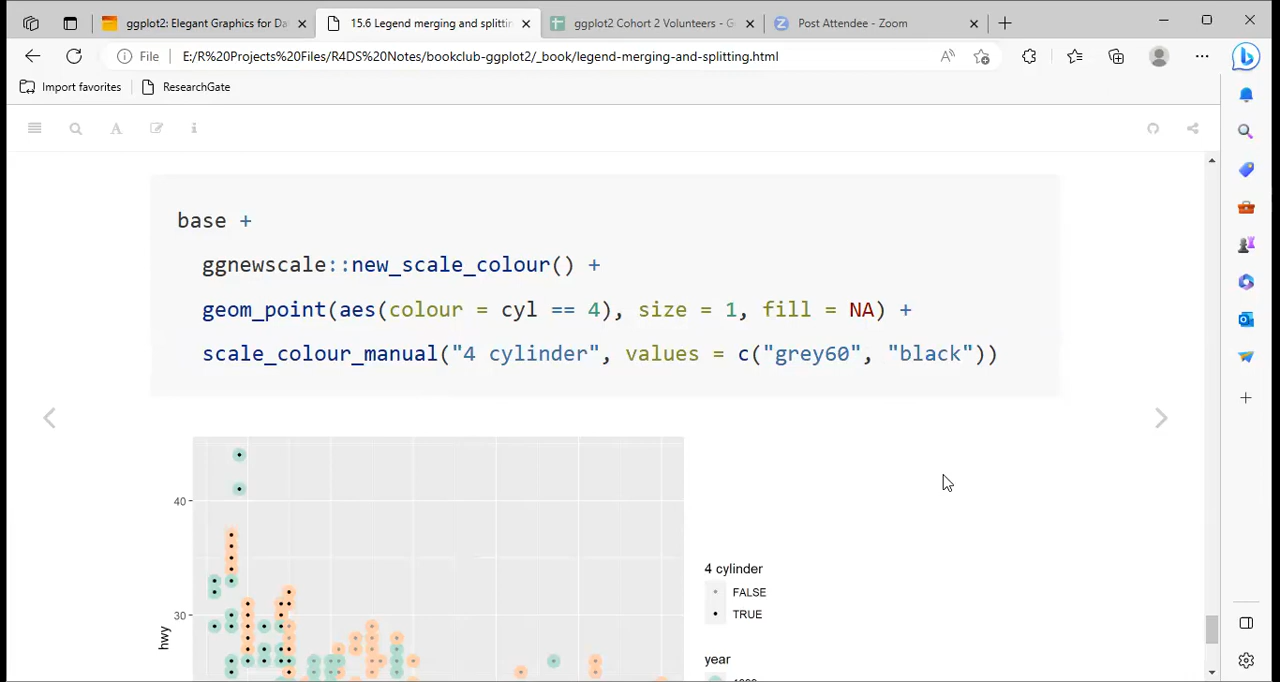 ggplot2: Elegant Graphics for Da
15.6 Legend merging and splittin
ggplot2 Cohort 2 Volunteers - G
Post Attendee - Zoom
File
E:/R%20Projects%20Files/R4DS%20Notes/bookclub-ggplot2/_book/legend-merging-and-splitting.html
Import favorites
ResearchGate
base +
ggnewscale::new_scale_colour() +
geom_point(aes(colour = cyl == 4), size = 1, fill = NA) +
scale_colour_manual("4 cylinder", values = c("grey60", "black"))
40
30
hwy
4 cylinder
FALSE
TRUE
year